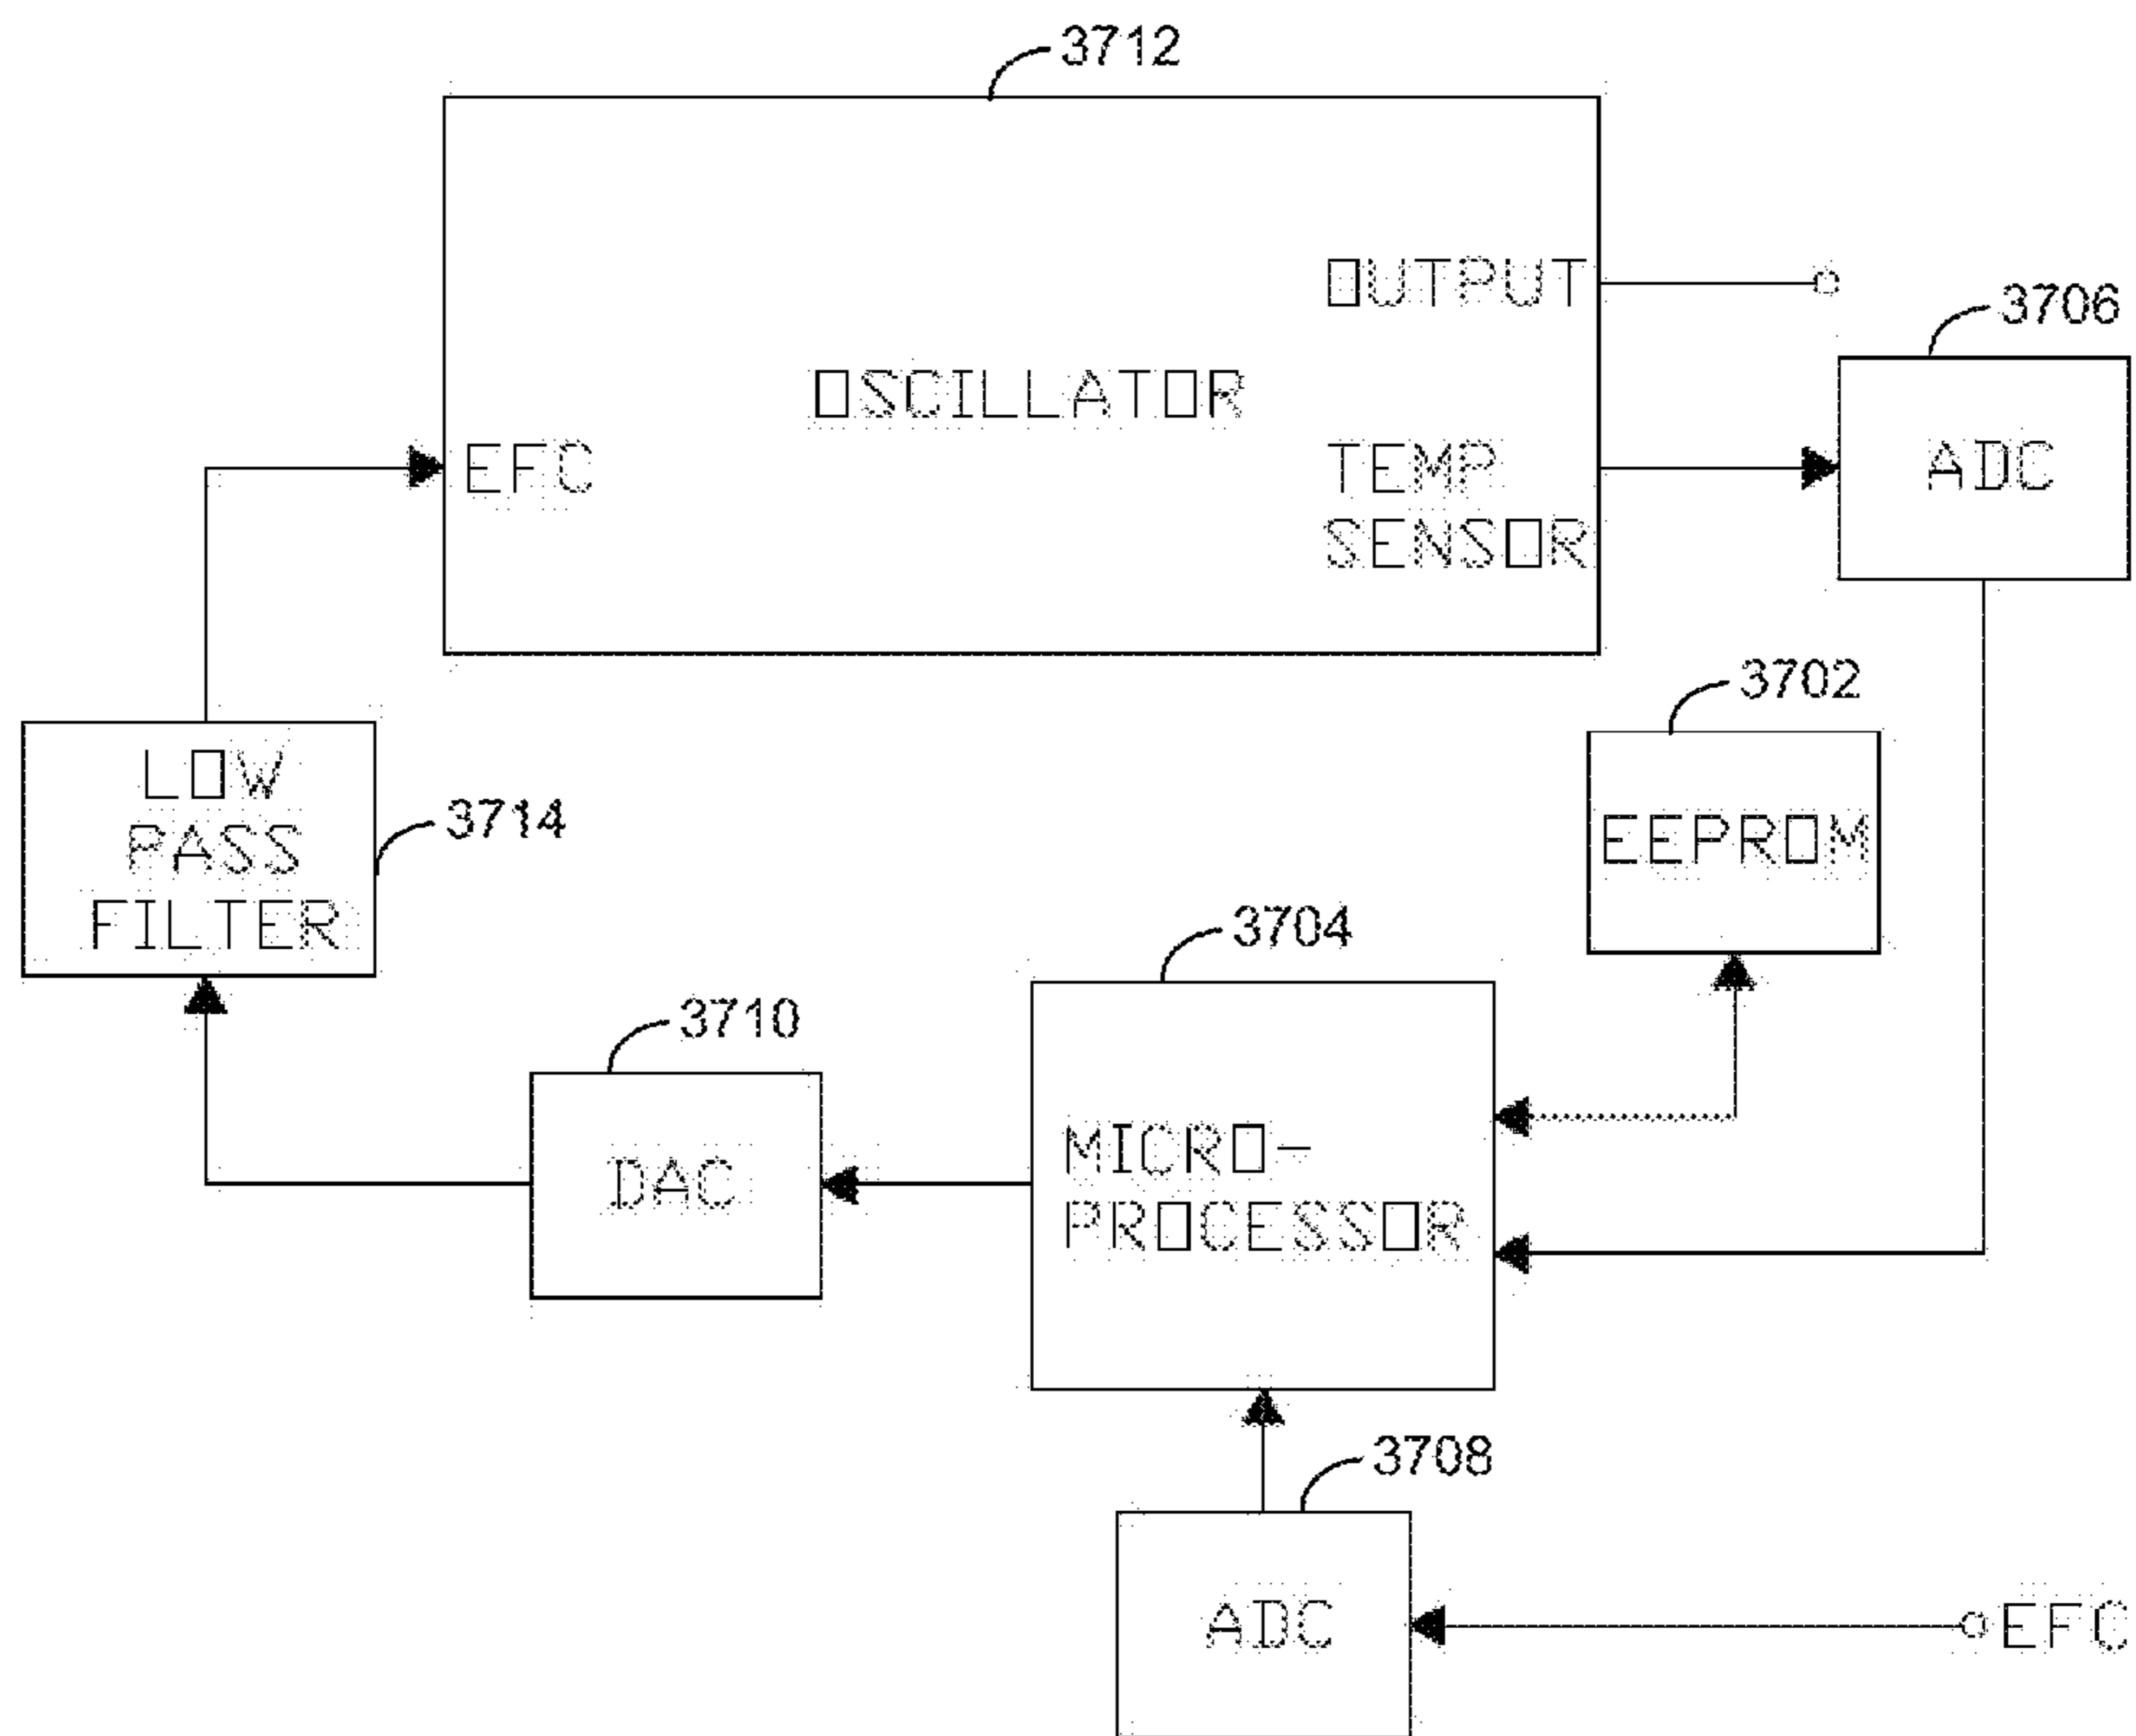 3712
OUTPUT
3706
OSCILLATOR
ADC
EFC
TEMP
SENSOR
3702
LOW
PASS
FILTER
3714
EEPROM
3704
3710
MICRO-
PROCESSOR
DAC
3708
ADC
EFC